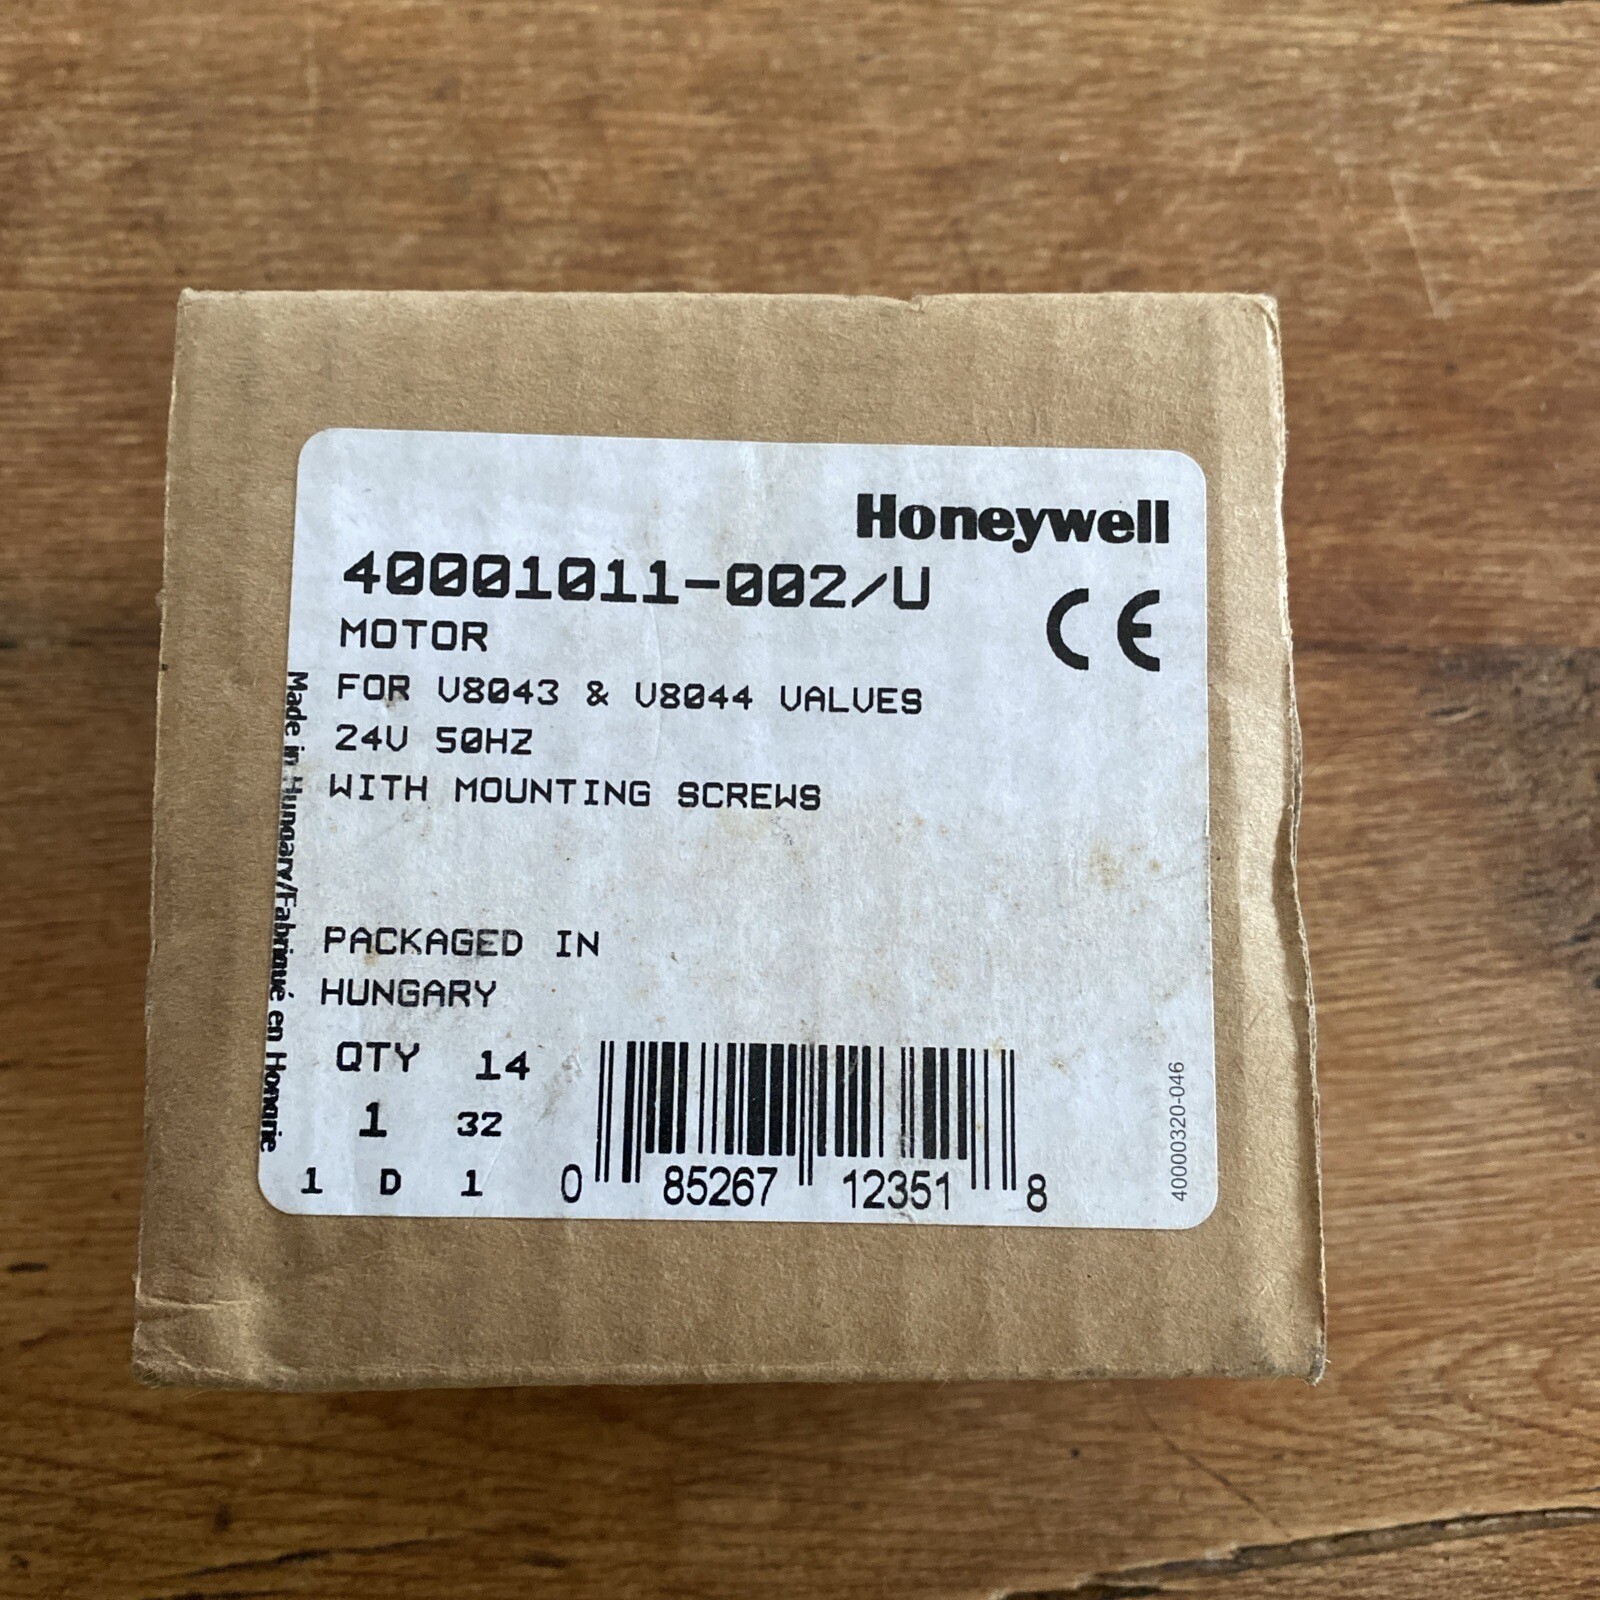 Honeywell
40001011-002/U
CE
MOTOR
FOR V8043 & V8044 VALVES
24V 50HZ
WITH MOUNTING SCREWS
PACKAGED IN
HUNGARY
QTY 14
1 32
1 D 1
0 85267 12351 8
40000320-046
Made in Hungary/Fabriqué en Hongrie